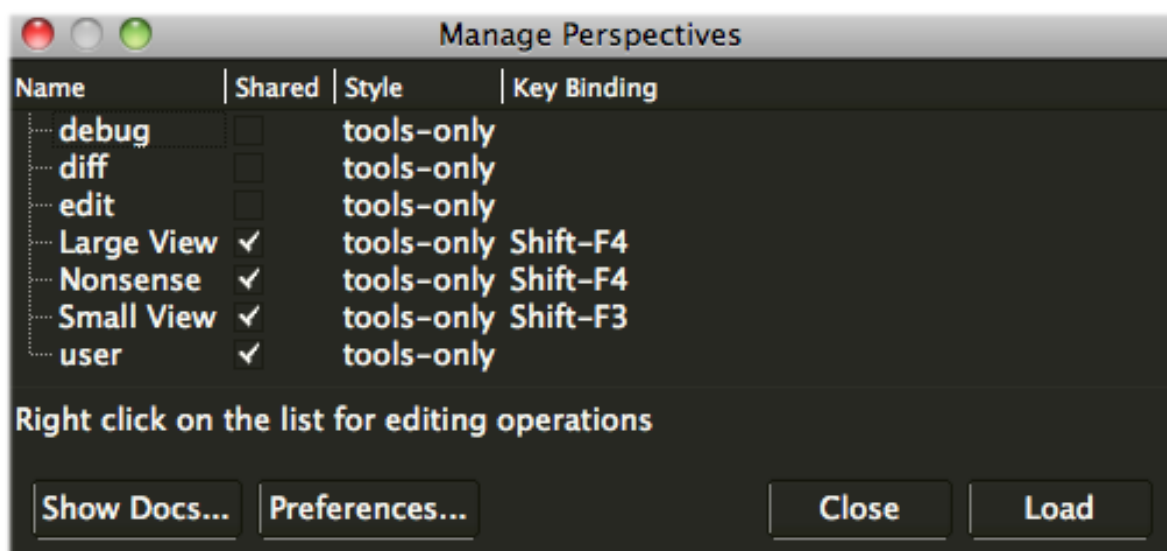 Manage Perspectives
Name Shared Style Key Binding
debug tools-only
diff tools-only
edit tools-only
Large View ✓ tools-only Shift-F4
Nonsense ✓ tools-only Shift-F4
Small View ✓ tools-only Shift-F3
user ✓ tools-only
Right click on the list for editing operations
Show Docs... Preferences... Close Load